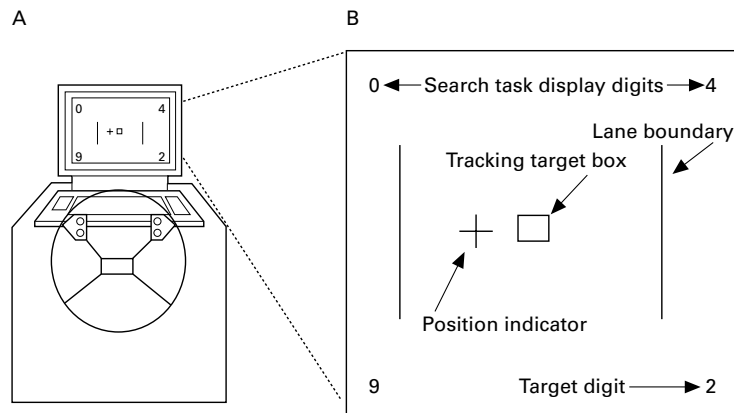 A
B
0 4
9 2
0 Search task display digits 4
Lane boundary
Tracking target box
Position indicator
9 Target digit 2